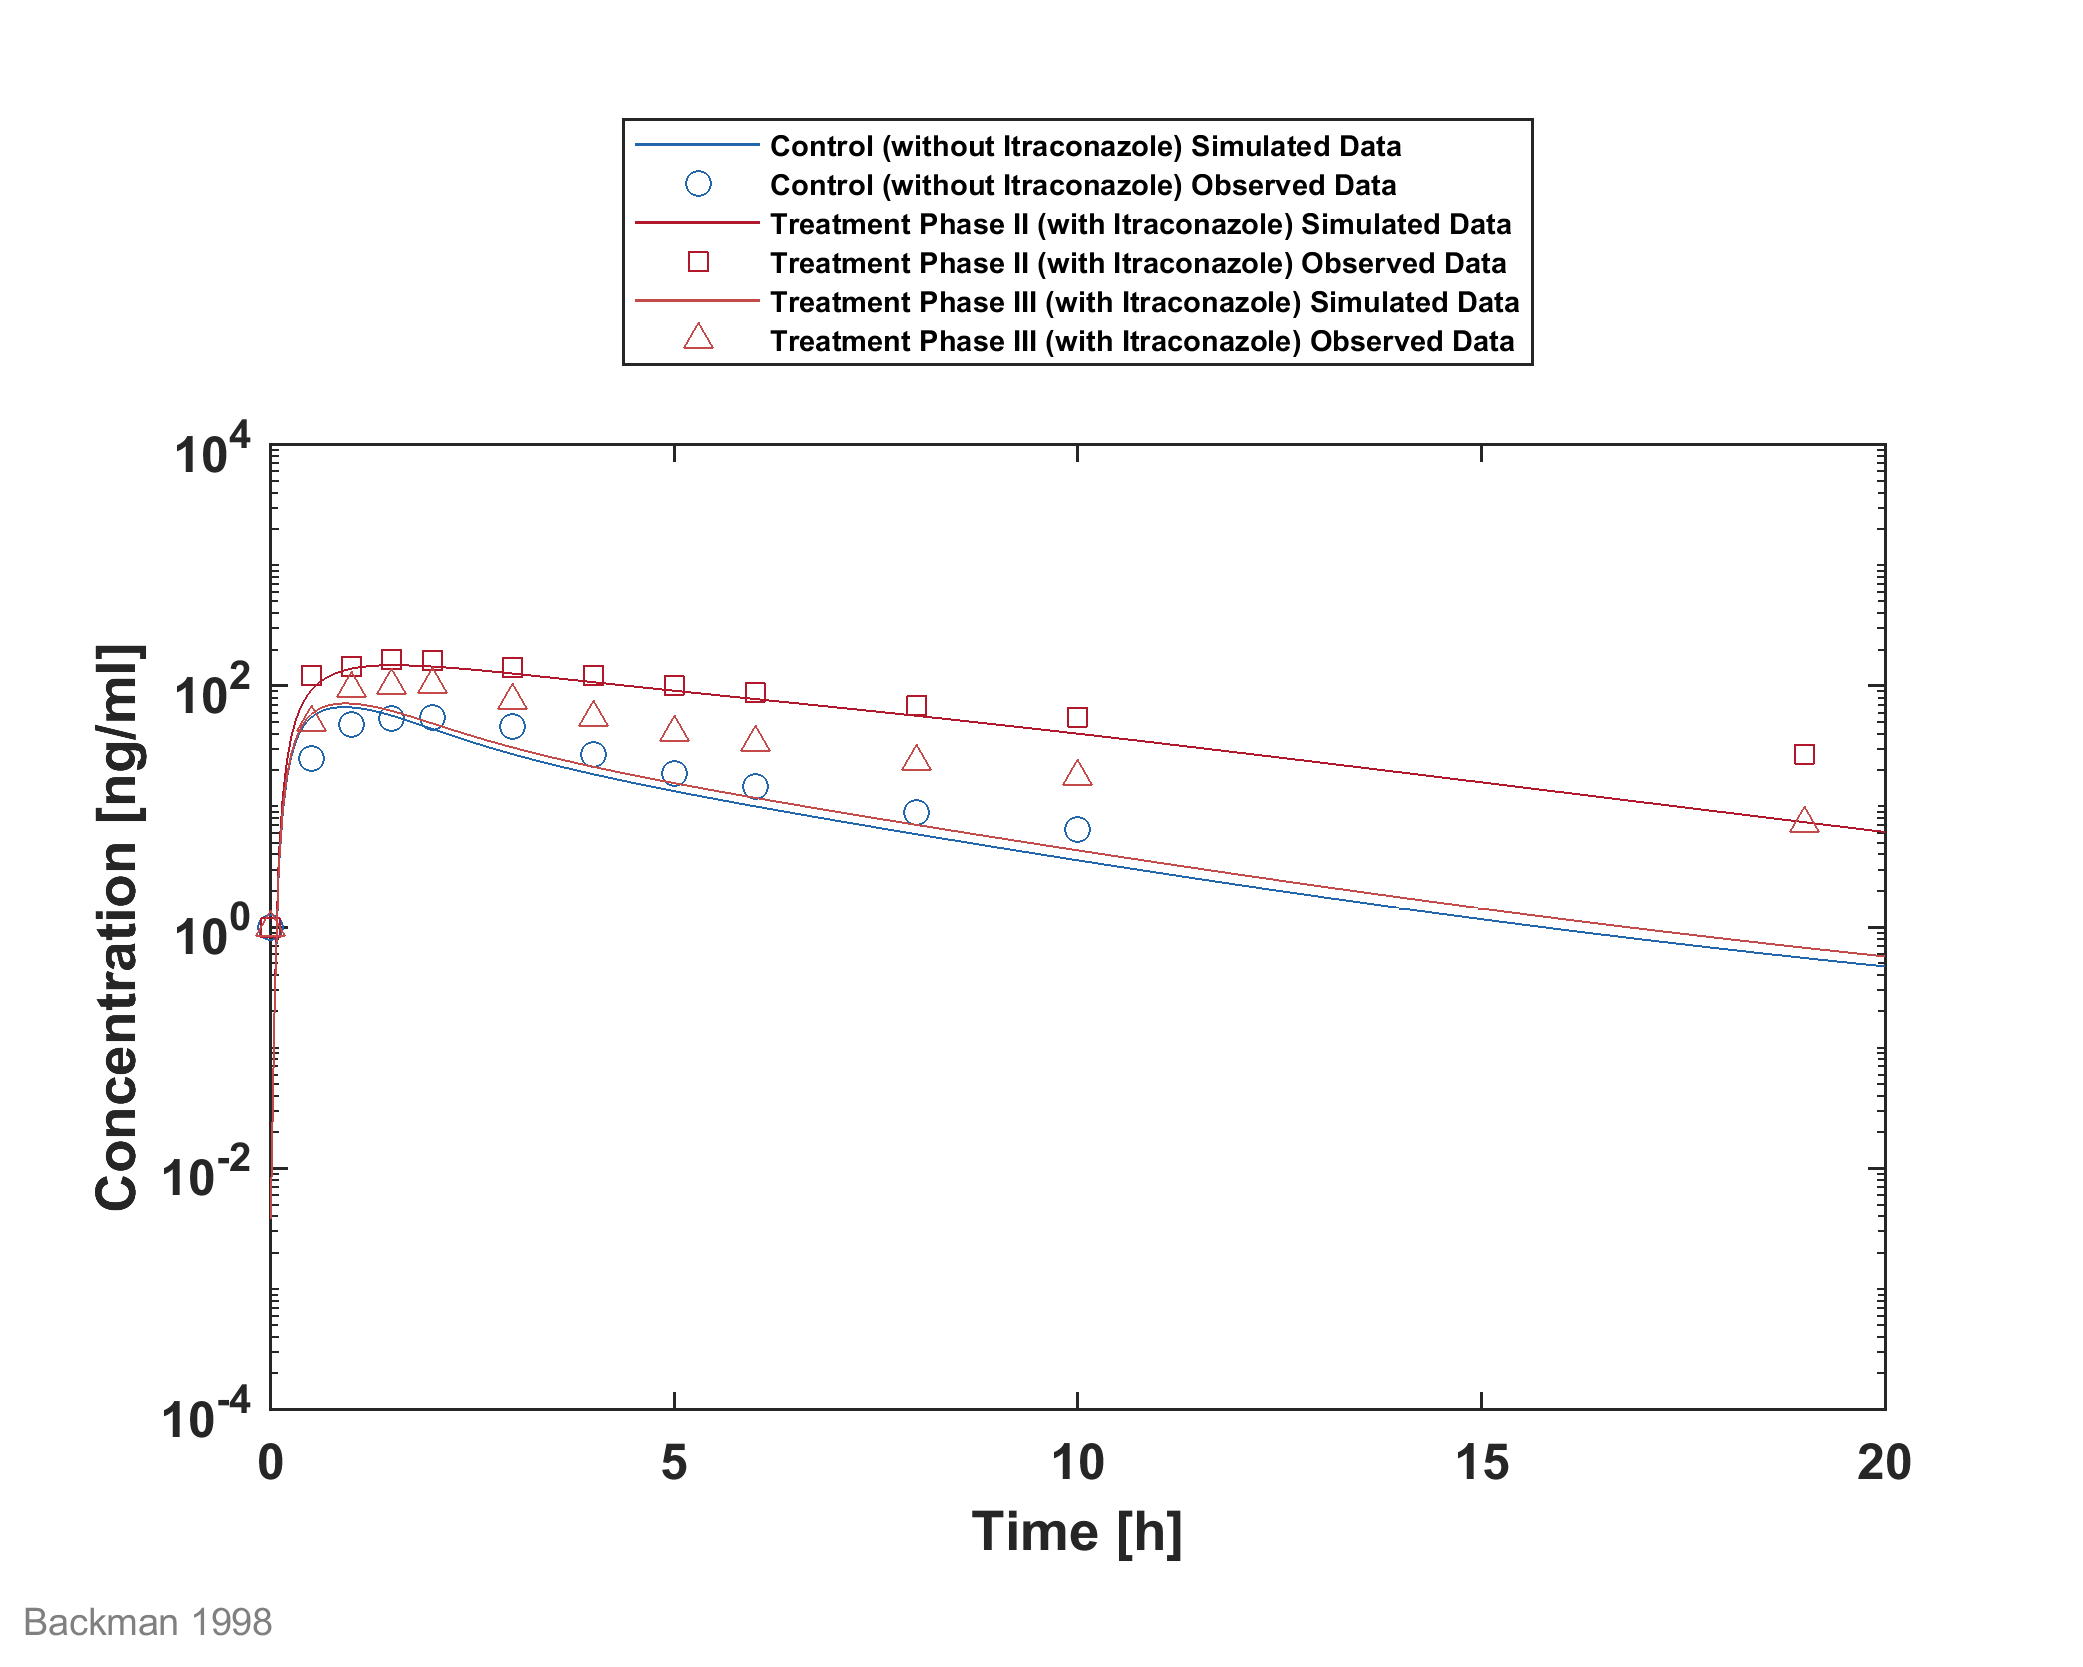 Control (without Itraconazole) Simulated Data
Control (without Itraconazole) Observed Data
Treatment Phase II (with Itraconazole) Simulated Data
Treatment Phase II (with Itraconazole) Observed Data
Treatment Phase III (with Itraconazole) Simulated Data
Treatment Phase III (with Itraconazole) Observed Data
10^4
10^2
10^0
10^-2
10^-4
Concentration [ng/ml]
0 5 10 15 20
Time [h]
Backman 1998